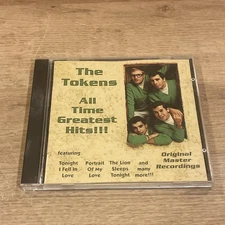 The
Tokens
All
Time
Greatest
Hits!!!
Original
Master
Recordings
featuring
Tonight Portrait The Lion and
I Fell In Of My Sleeps many
Love Love Tonight more!!!